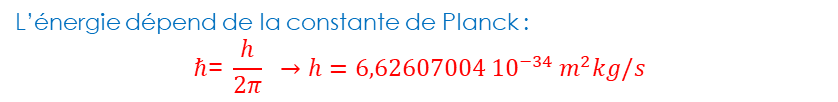 L'énergie dépend de la constante de Planck :
ℏ= h/2π → h = 6,62607004 10⁻³⁴ m²kg/s